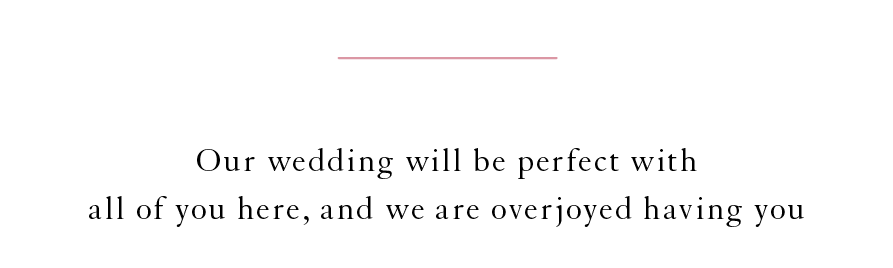 Our wedding will be perfect with
all of you here, and we are overjoyed having you